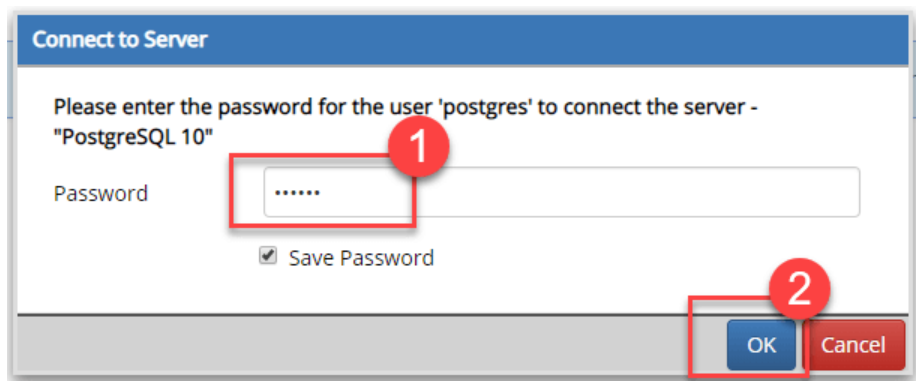 Connect to Server
Please enter the password for the user 'postgres' to connect the server -
"PostgreSQL 10"
1
Password ••••••
Save Password
2
OK Cancel